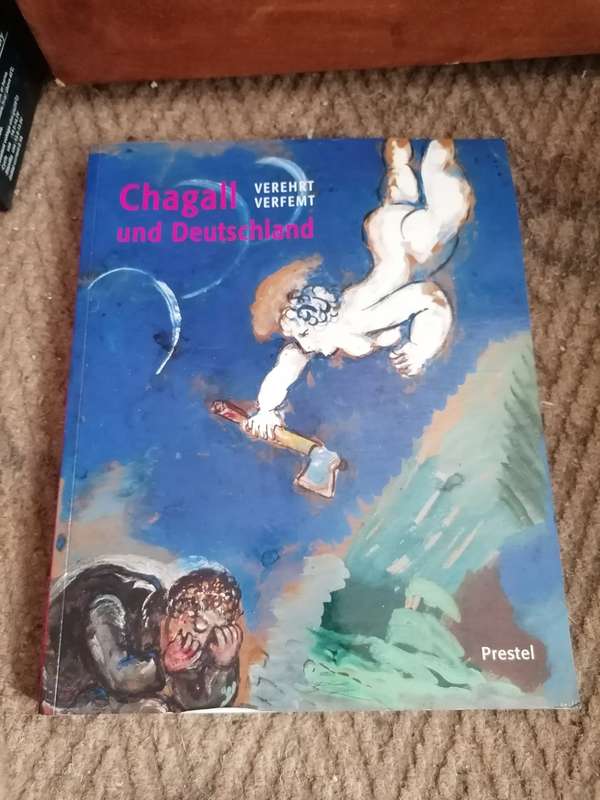 Chagall
VEREHRT
VERFEMT
und Deutschland
Prestel